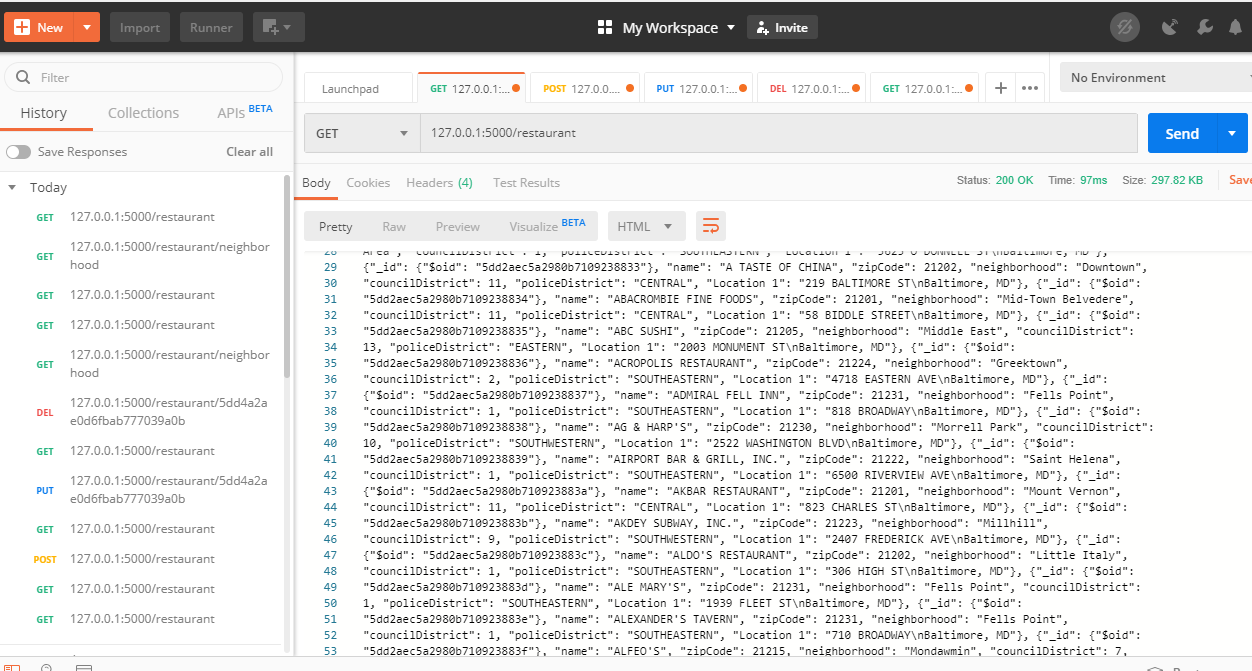 New Import Runner My Workspace Invite
Filter
History Collections APIs BETA
Save Responses Clear all
Today
GET 127.0.0.1:5000/restaurant
GET 127.0.0.1:5000/restaurant/neighbor
hood
GET 127.0.0.1:5000/restaurant
GET 127.0.0.1:5000/restaurant
GET 127.0.0.1:5000/restaurant/neighbor
hood
DEL 127.0.0.1:5000/restaurant/5dd4a2a
e0d6fbab777039a0b
GET 127.0.0.1:5000/restaurant
PUT 127.0.0.1:5000/restaurant/5dd4a2a
e0d6fbab777039a0b
GET 127.0.0.1:5000/restaurant
POST 127.0.0.1:5000/restaurant
GET 127.0.0.1:5000/restaurant
GET 127.0.0.1:5000/restaurant
Launchpad GET 127.0.0.1:... POST 127.0.0.... PUT 127.0.0.1:... DEL 127.0.0.1:... GET 127.0.0.1:... + ••• No Environment
GET 127.0.0.1:5000/restaurant Send
Body Cookies Headers (4) Test Results Status: 200 OK Time: 97ms Size: 297.82 KB Save
Pretty Raw Preview Visualize BETA HTML
28 Area", "councilDistrict": 1, "policeDistrict": "SOUTHEASTERN", "Location 1": "5625 O DONNELL ST\nBaltimore, MD"},
29 {"_id": {"$oid": "5dd2aec5a2980b7109238833"}, "name": "A TASTE OF CHINA", "zipCode": 21202, "neighborhood": "Downtown",
30 "councilDistrict": 11, "policeDistrict": "CENTRAL", "Location 1": "219 BALTIMORE ST\nBaltimore, MD"}, {"_id": {"$oid":
31 "5dd2aec5a2980b7109238834"}, "name": "ABACROMBIE FINE FOODS", "zipCode": 21201, "neighborhood": "Mid-Town Belvedere",
32 "councilDistrict": 11, "policeDistrict": "CENTRAL", "Location 1": "58 BIDDLE STREET\nBaltimore, MD"}, {"_id": {"$oid":
33 "5dd2aec5a2980b7109238835"}, "name": "ABC SUSHI", "zipCode": 21205, "neighborhood": "Middle East", "councilDistrict":
34 13, "policeDistrict": "EASTERN", "Location 1": "2003 MONUMENT ST\nBaltimore, MD"}, {"_id": {"$oid":
35 "5dd2aec5a2980b7109238836"}, "name": "ACROPOLIS RESTAURANT", "zipCode": 21224, "neighborhood": "Greektown",
36 "councilDistrict": 2, "policeDistrict": "SOUTHEASTERN", "Location 1": "4718 EASTERN AVE\nBaltimore, MD"}, {"_id":
37 {"$oid": "5dd2aec5a2980b7109238837"}, "name": "ADMIRAL FELL INN", "zipCode": 21231, "neighborhood": "Fells Point",
38 "councilDistrict": 1, "policeDistrict": "SOUTHEASTERN", "Location 1": "818 BROADWAY\nBaltimore, MD"}, {"_id": {"$oid":
39 "5dd2aec5a2980b7109238838"}, "name": "AG & HARP'S", "zipCode": 21230, "neighborhood": "Morrell Park", "councilDistrict":
40 10, "policeDistrict": "SOUTHWESTERN", "Location 1": "2522 WASHINGTON BLVD\nBaltimore, MD"}, {"_id": {"$oid":
41 "5dd2aec5a2980b7109238839"}, "name": "AIRPORT BAR & GRILL, INC.", "zipCode": 21222, "neighborhood": "Saint Helena",
42 "councilDistrict": 1, "policeDistrict": "SOUTHEASTERN", "Location 1": "6500 RIVERVIEW AVE\nBaltimore, MD"}, {"_id":
43 {"$oid": "5dd2aec5a2980b710923883a"}, "name": "AKBAR RESTAURANT", "zipCode": 21201, "neighborhood": "Mount Vernon",
44 "councilDistrict": 11, "policeDistrict": "CENTRAL", "Location 1": "823 CHARLES ST\nBaltimore, MD"}, {"_id": {"$oid":
45 "5dd2aec5a2980b710923883b"}, "name": "AKDEY SUBWAY, INC.", "zipCode": 21223, "neighborhood": "Millhill",
46 "councilDistrict": 9, "policeDistrict": "SOUTHWESTERN", "Location 1": "2407 FREDERICK AVE\nBaltimore, MD"}, {"_id":
47 {"$oid": "5dd2aec5a2980b710923883c"}, "name": "ALDO'S RESTAURANT", "zipCode": 21202, "neighborhood": "Little Italy",
48 "councilDistrict": 1, "policeDistrict": "SOUTHEASTERN", "Location 1": "306 HIGH ST\nBaltimore, MD"}, {"_id": {"$oid":
49 "5dd2aec5a2980b710923883d"}, "name": "ALE MARY'S", "zipCode": 21231, "neighborhood": "Fells Point", "councilDistrict":
50 1, "policeDistrict": "SOUTHEASTERN", "Location 1": "1939 FLEET ST\nBaltimore, MD"}, {"_id": {"$oid":
51 "5dd2aec5a2980b710923883e"}, "name": "ALEXANDER'S TAVERN", "zipCode": 21231, "neighborhood": "Fells Point",
52 "councilDistrict": 1, "policeDistrict": "SOUTHEASTERN", "Location 1": "710 BROADWAY\nBaltimore, MD"}, {"_id": {"$oid":
53 "5dd2aec5a2980b710923883f"}, "name": "ALFEO'S", "zipCode": 21215, "neighborhood": "Mondawmin", "councilDistrict": 7,